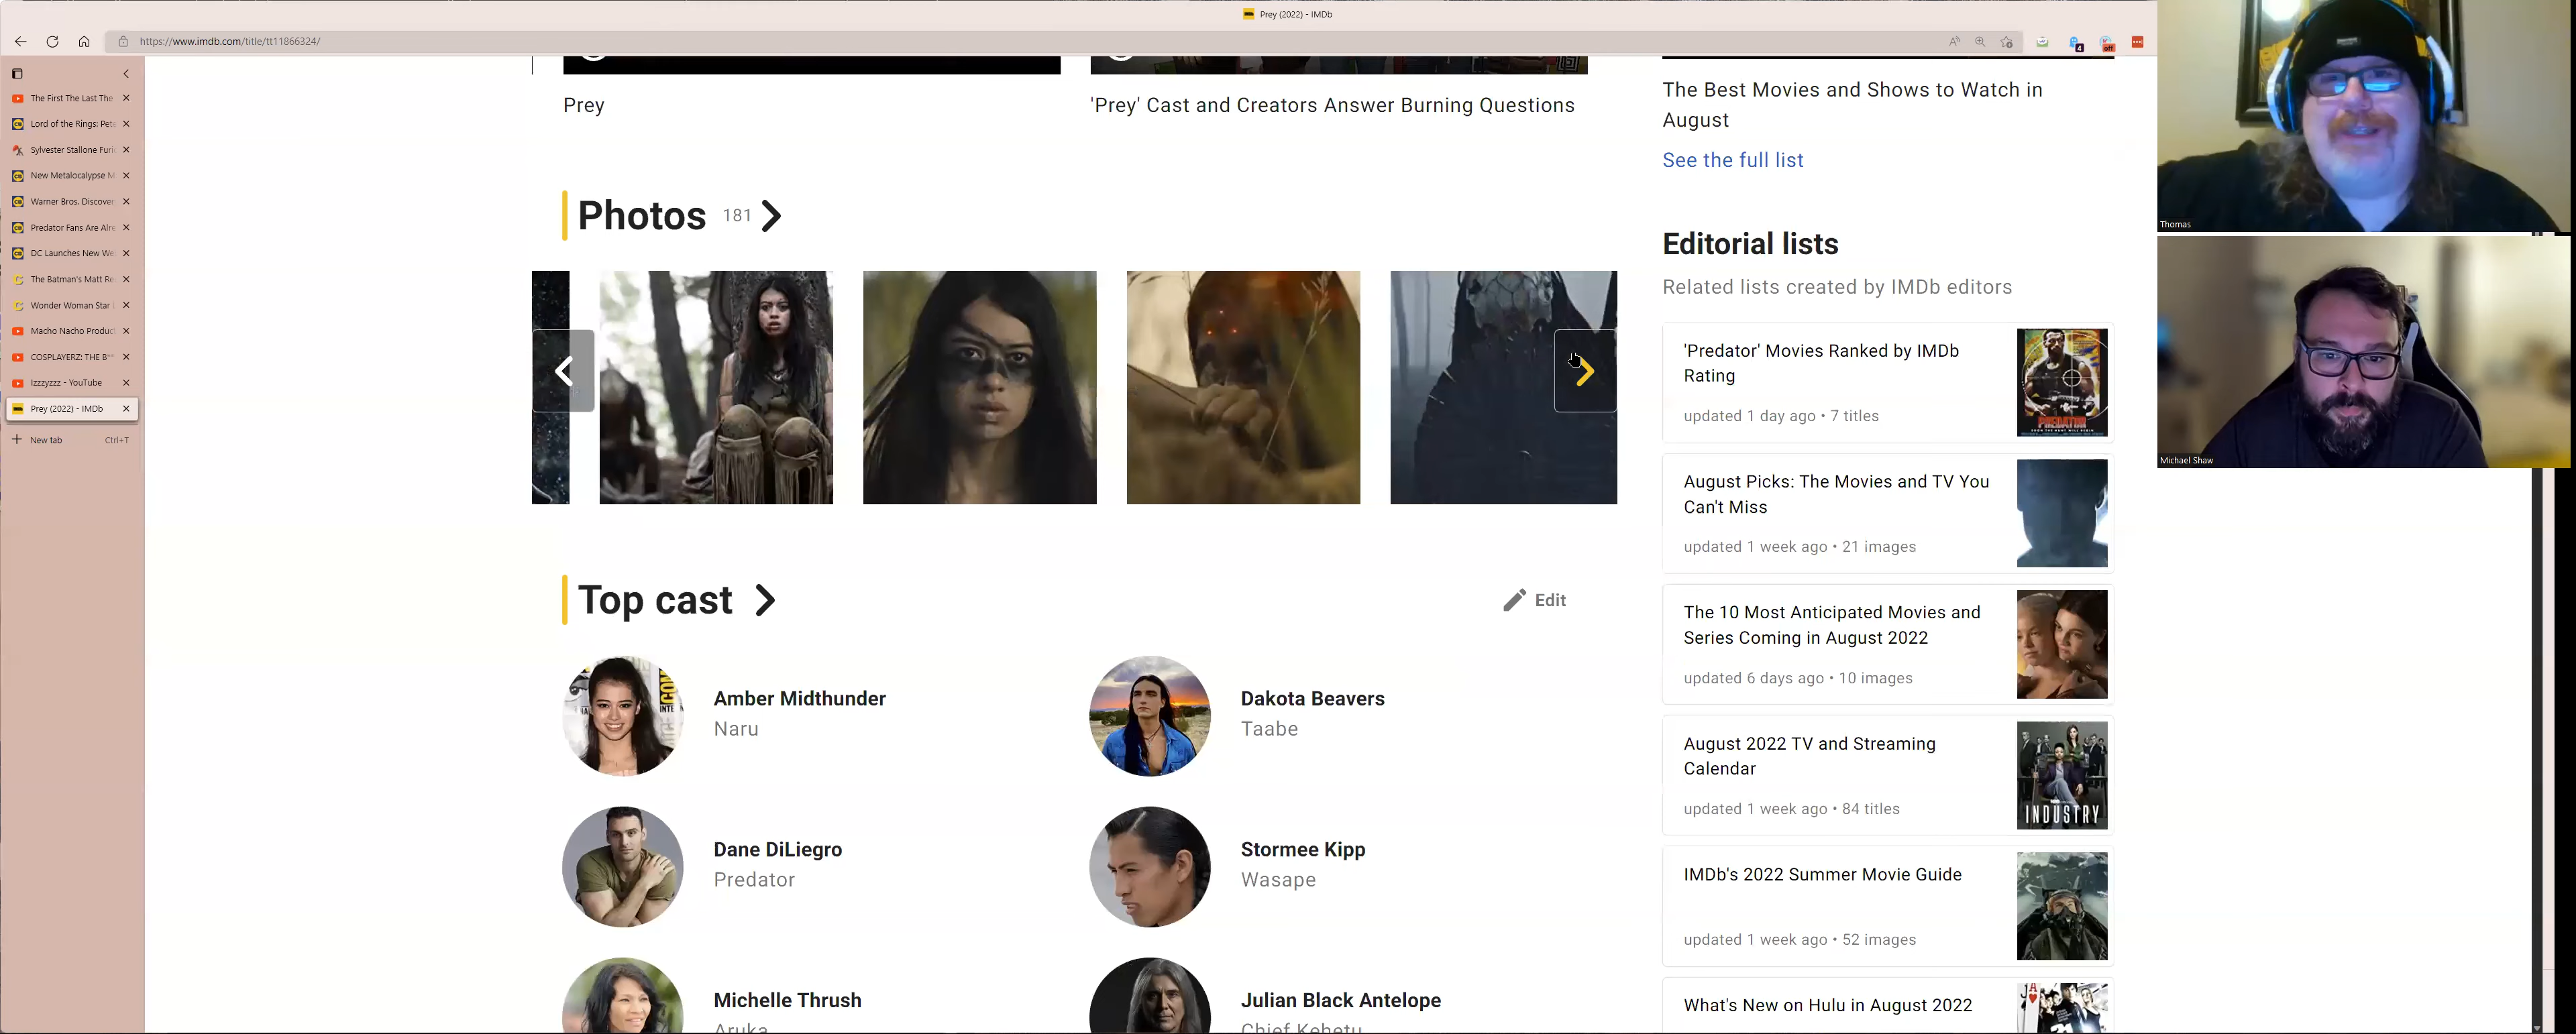 Prey (2022) - IMDb
https://www.imdb.com/title/tt11866324/
The First The Last The
Lord of the Rings: Pete
Sylvester Stallone Furi
New Metalocalypse M
Warner Bros. Discover
Predator Fans Are Alre
DC Launches New We
The Batman's Matt Re
Wonder Woman Star
Macho Nacho Produc
COSPLAYERZ: THE B
Izzzyzzz - YouTube
Prey (2022) - IMDb
New tab Ctrl+T
4
off
Prey
'Prey' Cast and Creators Answer Burning Questions
Photos 181
Top cast
Edit
Amber Midthunder
Naru
Dakota Beavers
Taabe
Dane DiLiegro
Predator
Stormee Kipp
Wasape
Michelle Thrush
Aruka
Julian Black Antelope
Chief Kehetu
The Best Movies and Shows to Watch in
August
See the full list
Editorial lists
Related lists created by IMDb editors
'Predator' Movies Ranked by IMDb
Rating
updated 1 day ago • 7 titles
PREDATOR
August Picks: The Movies and TV You
Can't Miss
updated 1 week ago • 21 images
The 10 Most Anticipated Movies and
Series Coming in August 2022
updated 6 days ago • 10 images
August 2022 TV and Streaming
Calendar
updated 1 week ago • 84 titles
INDUSTRY
IMDb's 2022 Summer Movie Guide
updated 1 week ago • 52 images
What's New on Hulu in August 2022
Thomas
Michael Shaw